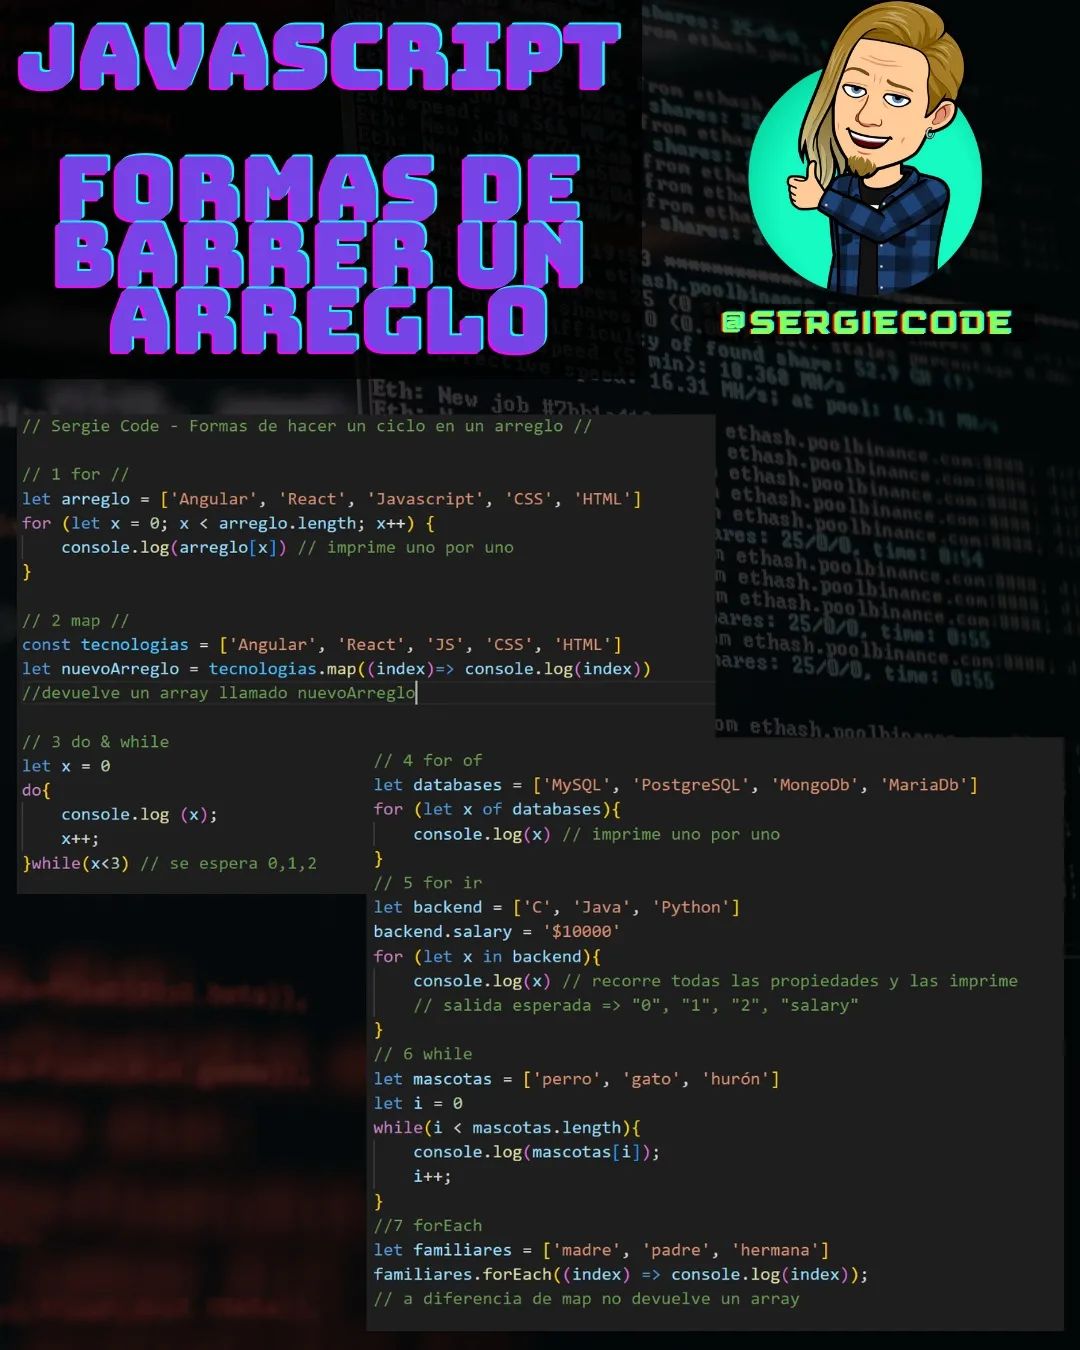 JAVASCRIPT
FORMAS DE
BARRER UN
ARREGLO
@SERGIECODE
Eth: New job
// Sergie Code - Formas de hacer un ciclo en un arreglo //
// 1 for //
let arreglo = ['Angular', 'React', 'Javascript', 'CSS', 'HTML']
for (let x = 0; x < arreglo.length; x++) {
console.log(arreglo[x]) // imprime uno por uno
}
// 2 map //
const tecnologias = ['Angular', 'React', 'JS', 'CSS', 'HTML']
let nuevoArreglo = tecnologias.map((index)=> console.log(index))
//devuelve un array llamado nuevoArreglo
// 3 do & while
let x = 0
do{
console.log (x);
x++;
}while(x<3) // se espera 0,1,2
// 4 for of
let databases = ['MySQL', 'PostgreSQL', 'MongoDb', 'MariaDb']
for (let x of databases){
console.log(x) // imprime uno por uno
}
// 5 for ir
let backend = ['C', 'Java', 'Python']
backend.salary = '$10000'
for (let x in backend){
console.log(x) // recorre todas las propiedades y las imprime
// salida esperada => "0", "1", "2", "salary"
}
// 6 while
let mascotas = ['perro', 'gato', 'hurón']
let i = 0
while(i < mascotas.length){
console.log(mascotas[i]);
i++;
}
//7 forEach
let familiares = ['madre', 'padre', 'hermana']
familiares.forEach((index) => console.log(index));
// a diferencia de map no devuelve un array